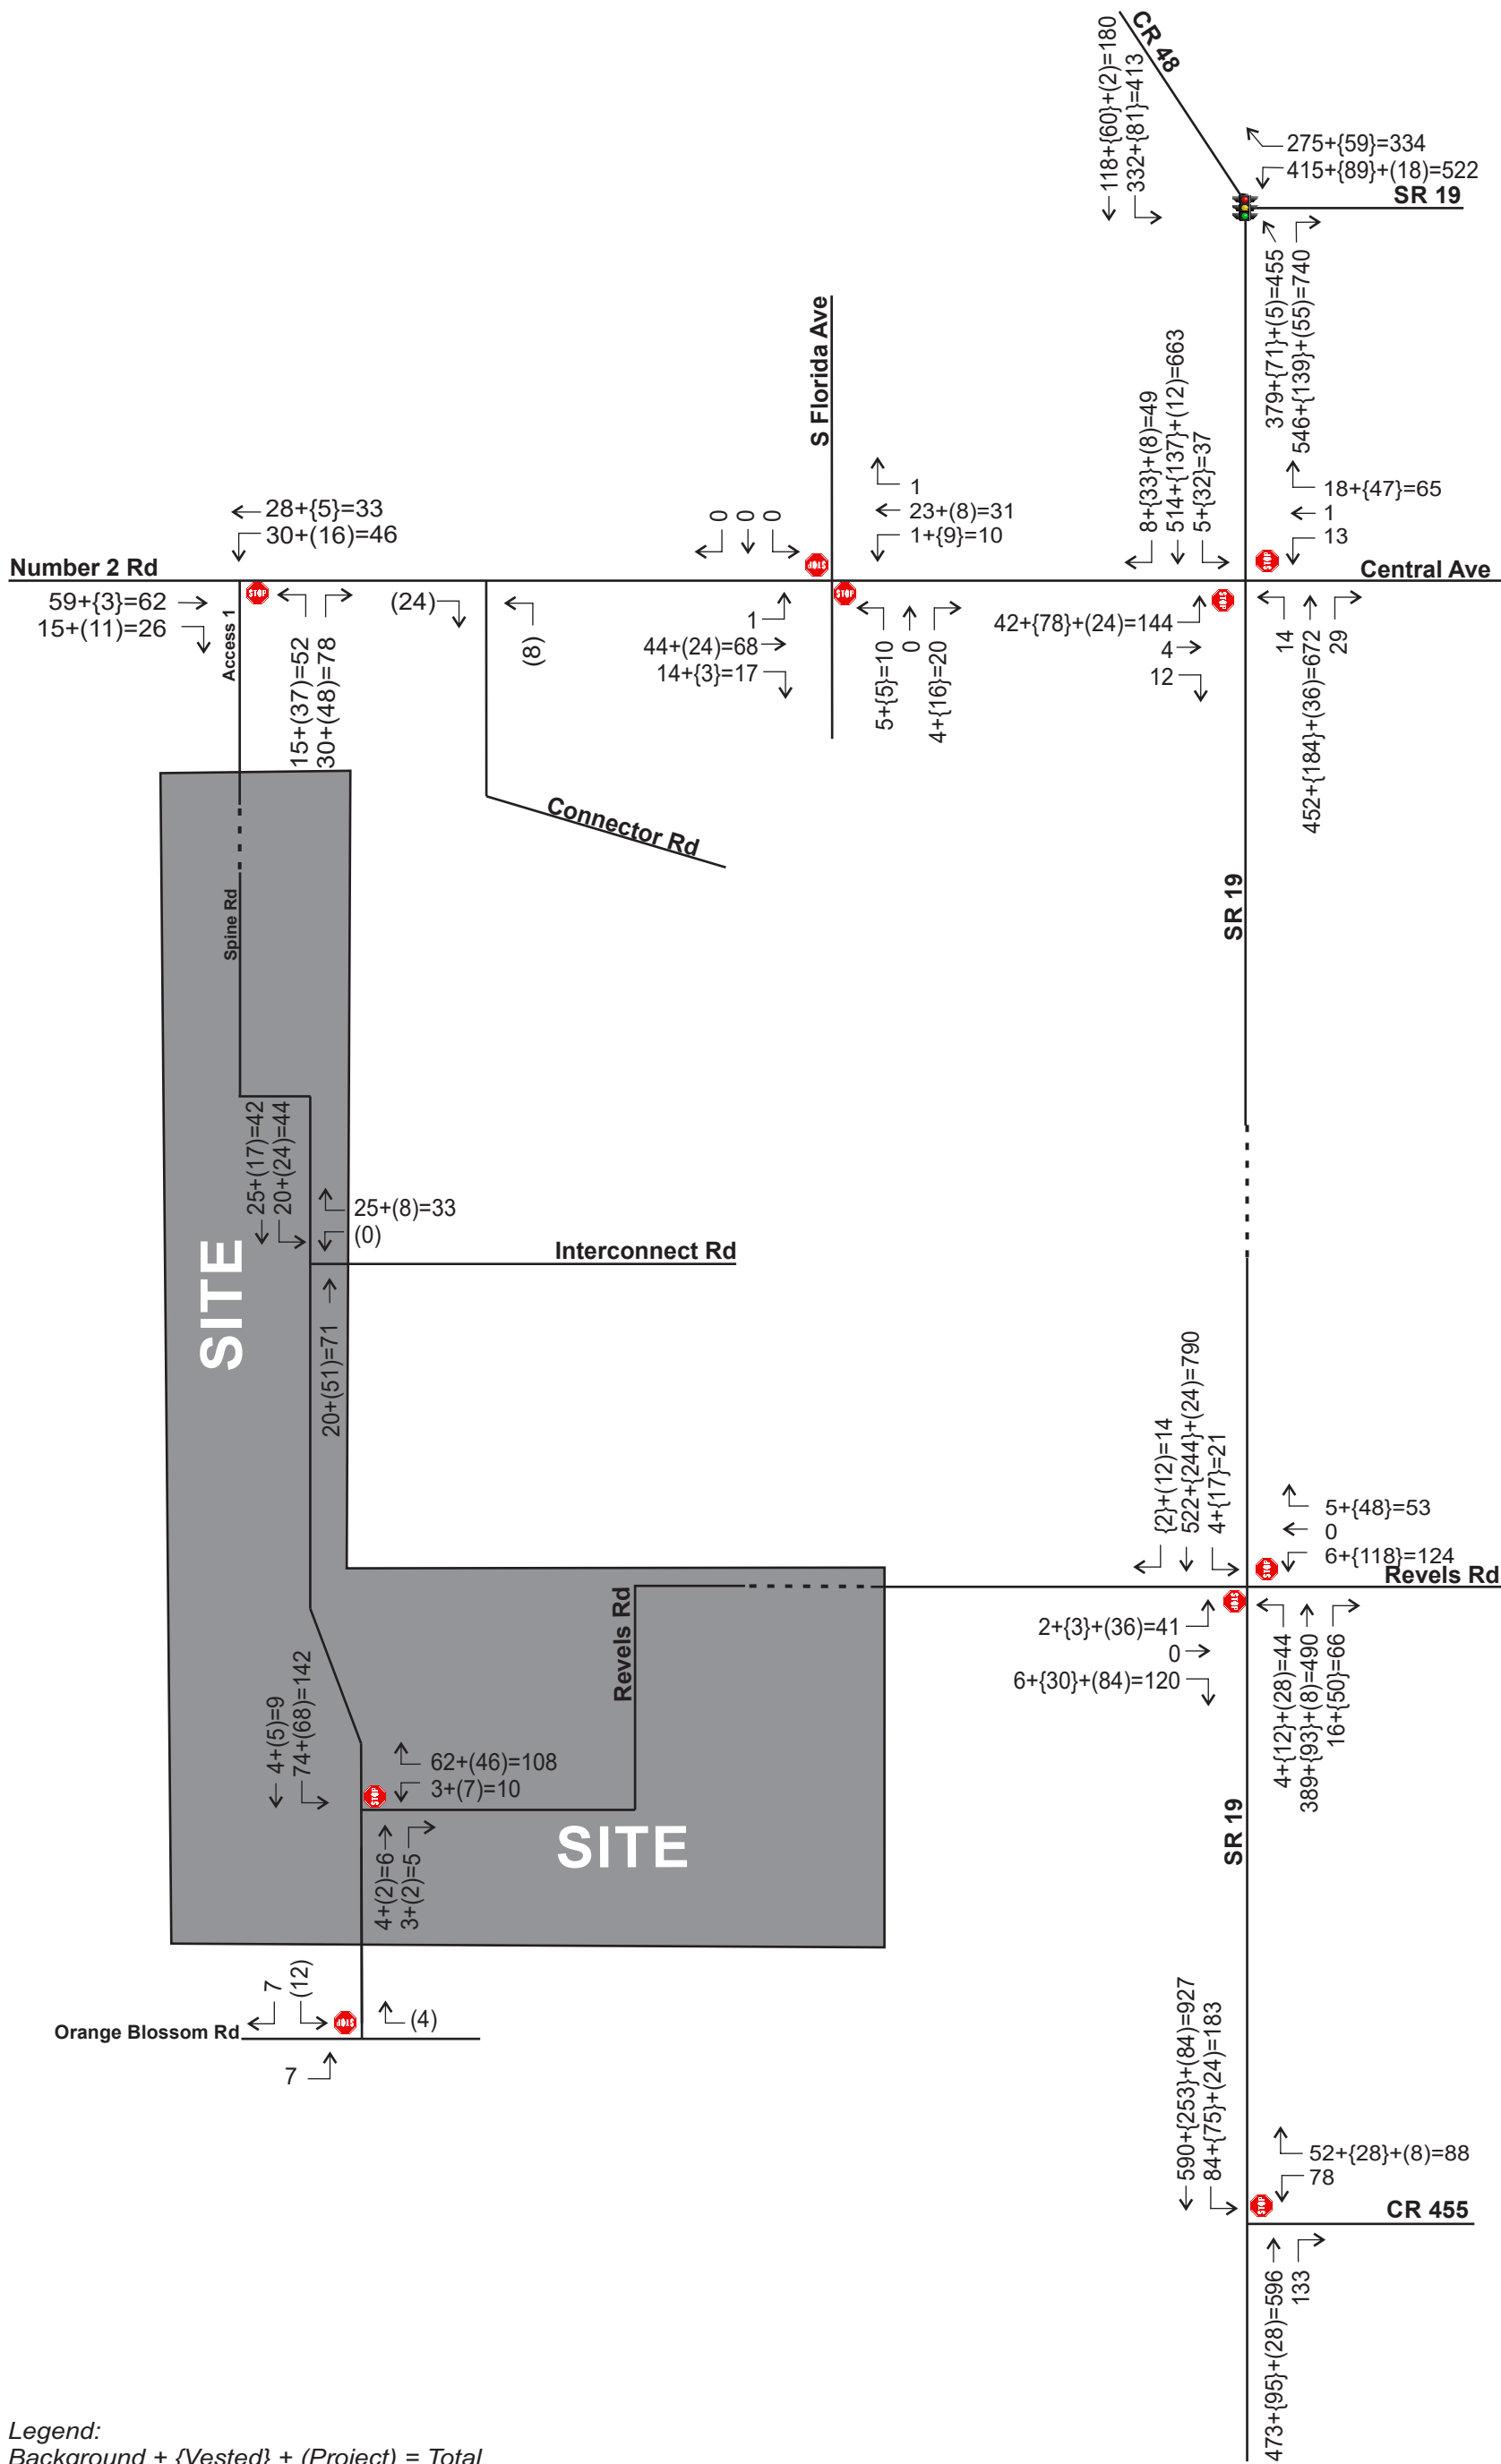 CR 48
118+{60}+(2)=180
332+{81}=413
275+{59}=334
415+{89}+(18)=522
SR 19
379+{71}+(5)=455
546+{139}+(55)=740
S Florida Ave
8+{33}+(8)=49
514+{137}+(12)=663
5+{32}=37
18+{47}=65
1
13
28+{5}=33
30+(16)=46
0
0
0
1
23+(8)=31
1+{9}=10
Number 2 Rd
Central Ave
STOP
STOP
STOP
STOP
STOP
59+{3}=62
15+(11)=26
Access 1
15+(37)=52
30+(48)=78
(24)
(8)
1
44+(24)=68
14+{3}=17
5+{5}=10
0
4+{16}=20
42+{78}+(24)=144
4
12
14
452+{184}+(36)=672
29
Connector Rd
Spine Rd
SR 19
25+(17)=42
20+(24)=44
25+(8)=33
(0)
Interconnect Rd
SITE
20+(51)=71
{2}+(12)=14
522+{244}+(24)=790
4+{17}=21
5+{48}=53
0
6+{118}=124
Revels Rd
STOP
STOP
Revels Rd
2+{3}+(36)=41
0
6+{30}+(84)=120
4+{12}+(28)=44
389+{93}+(8)=490
16+{50}=66
4+(5)=9
74+(68)=142
62+(46)=108
3+(7)=10
STOP
SITE
SR 19
4+(2)=6
3+(2)=5
7
(12)
STOP
(4)
Orange Blossom Rd
7
590+{253}+(84)=927
84+{75}+(24)=183
52+{28}+(8)=88
78
STOP
CR 455
473+{95}+(28)=596
133
Legend:
Background + {Vested} + (Project) = Total